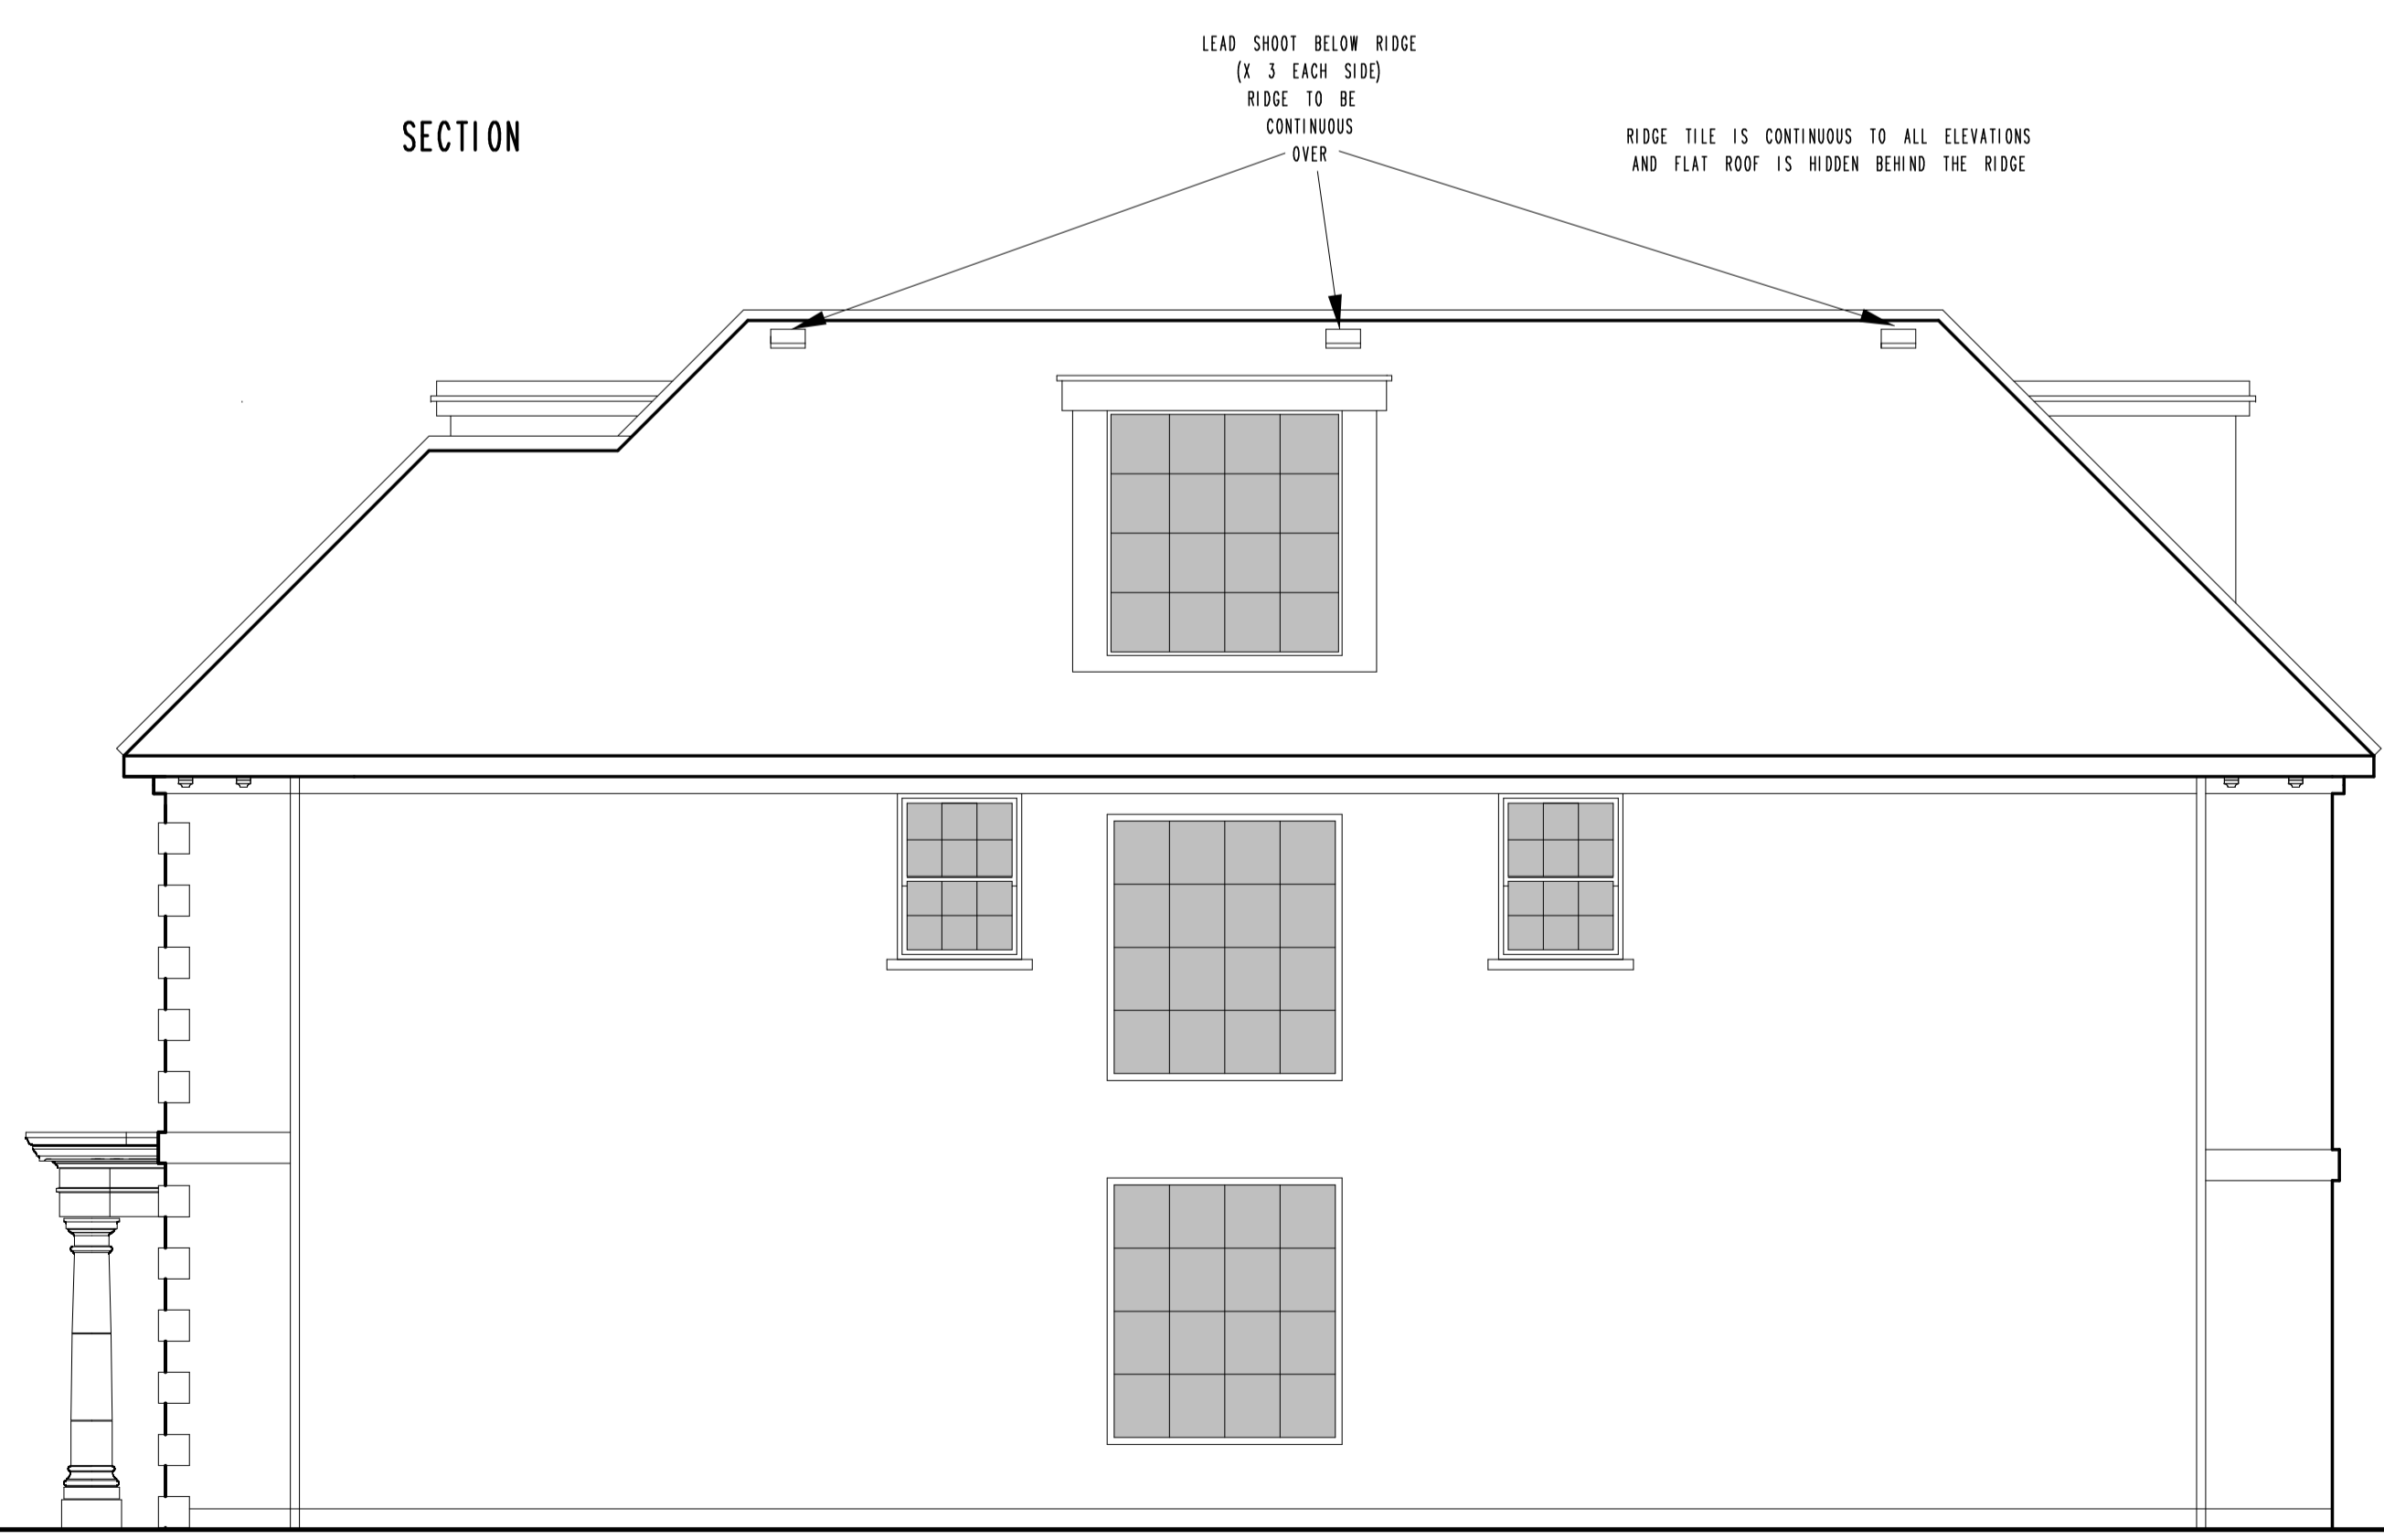 LEAD SHOOT BELOW RIDGE
(X 3 EACH SIDE)
RIDGE TO BE
CONTINUOUS
OVER
SECTION
RIDGE TILE IS CONTINUOUS TO ALL ELEVATIONS
AND FLAT ROOF IS HIDDEN BEHIND THE RIDGE